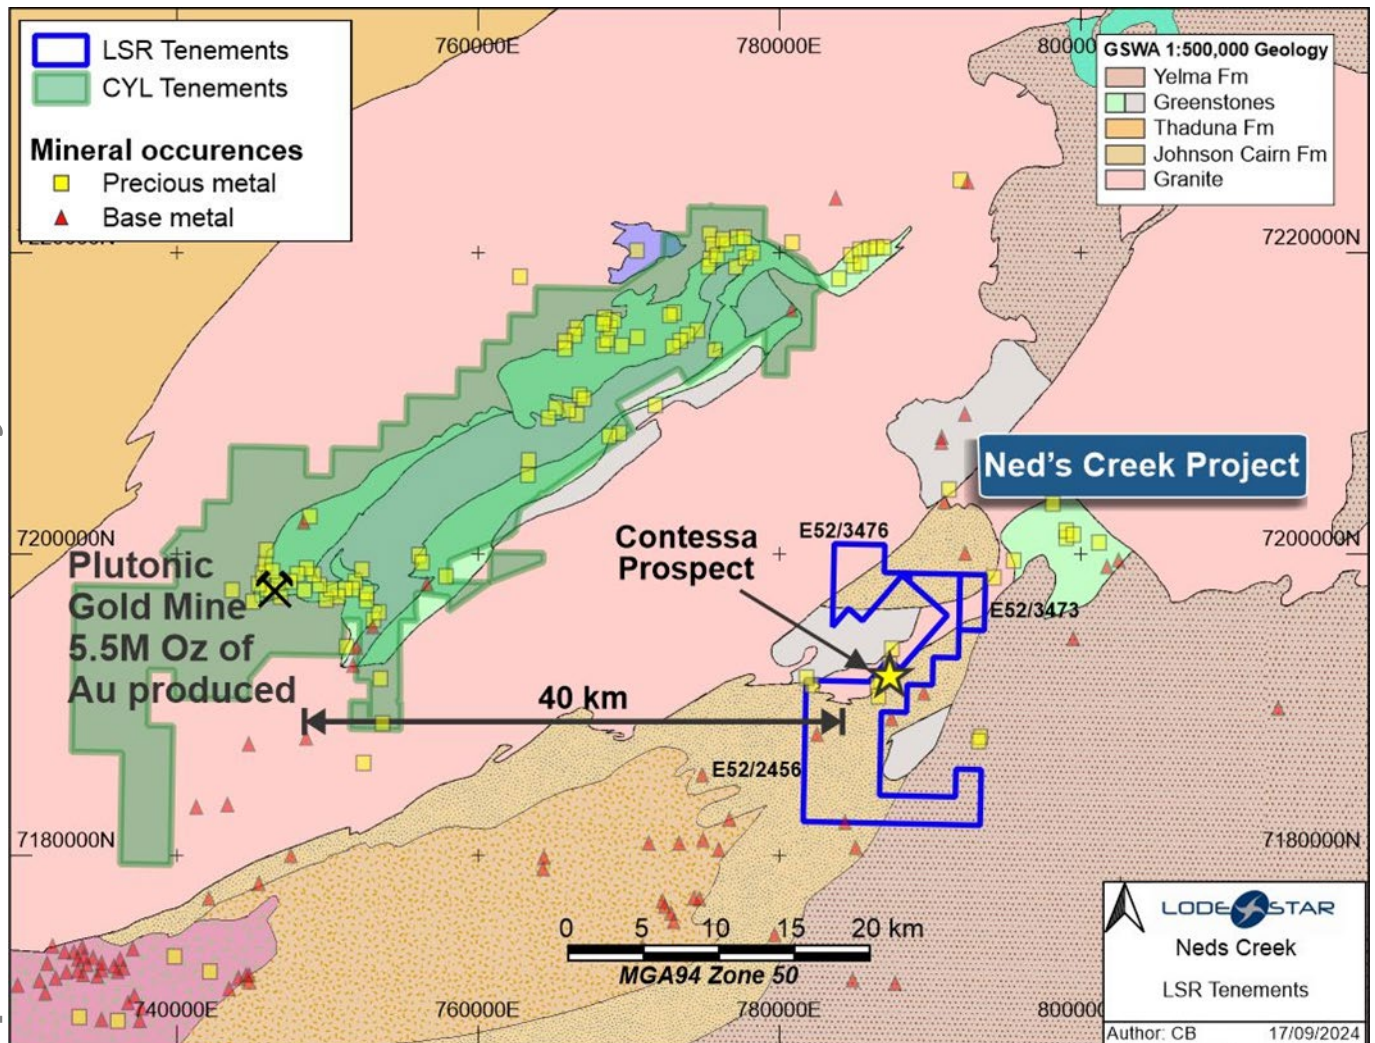 LSR Tenements
CYL Tenements
Mineral occurences
Precious metal
Base metal
760000E
780000E
GSWA 1:500,000 Geology
Yelma Fm
Greenstones
Thaduna Fm
Johnson Cairn Fm
Granite
7220000N
Ned's Creek Project
7200000N
7200000N
E52/3476
Contessa
Prospect
E52/3473
Plutonic
Gold Mine
5.5M Oz of
Au produced
40 km
E52/2456
7180000N
7180000N
0 5 10 15 20 km
MGA94 Zone 50
740000E
760000E
780000E
LODESTAR
Neds Creek
LSR Tenements
Author: CB 17/09/2024